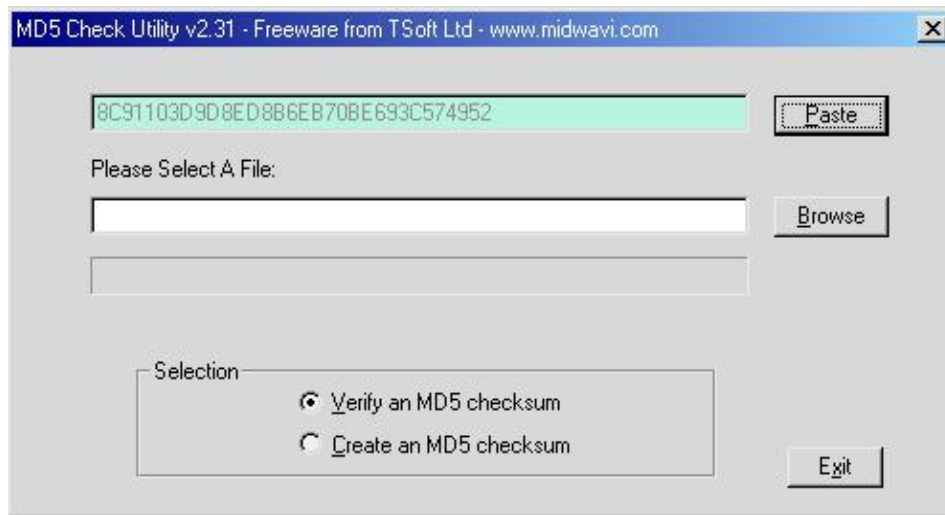 MD5 Check Utility v2.31 - Freeware from TSoft Ltd - www.midwavi.com
8C91103D9D8ED8B6EB70BE693C574952
Paste
Please Select A File:
Browse
Selection
Verify an MD5 checksum
Create an MD5 checksum
Exit